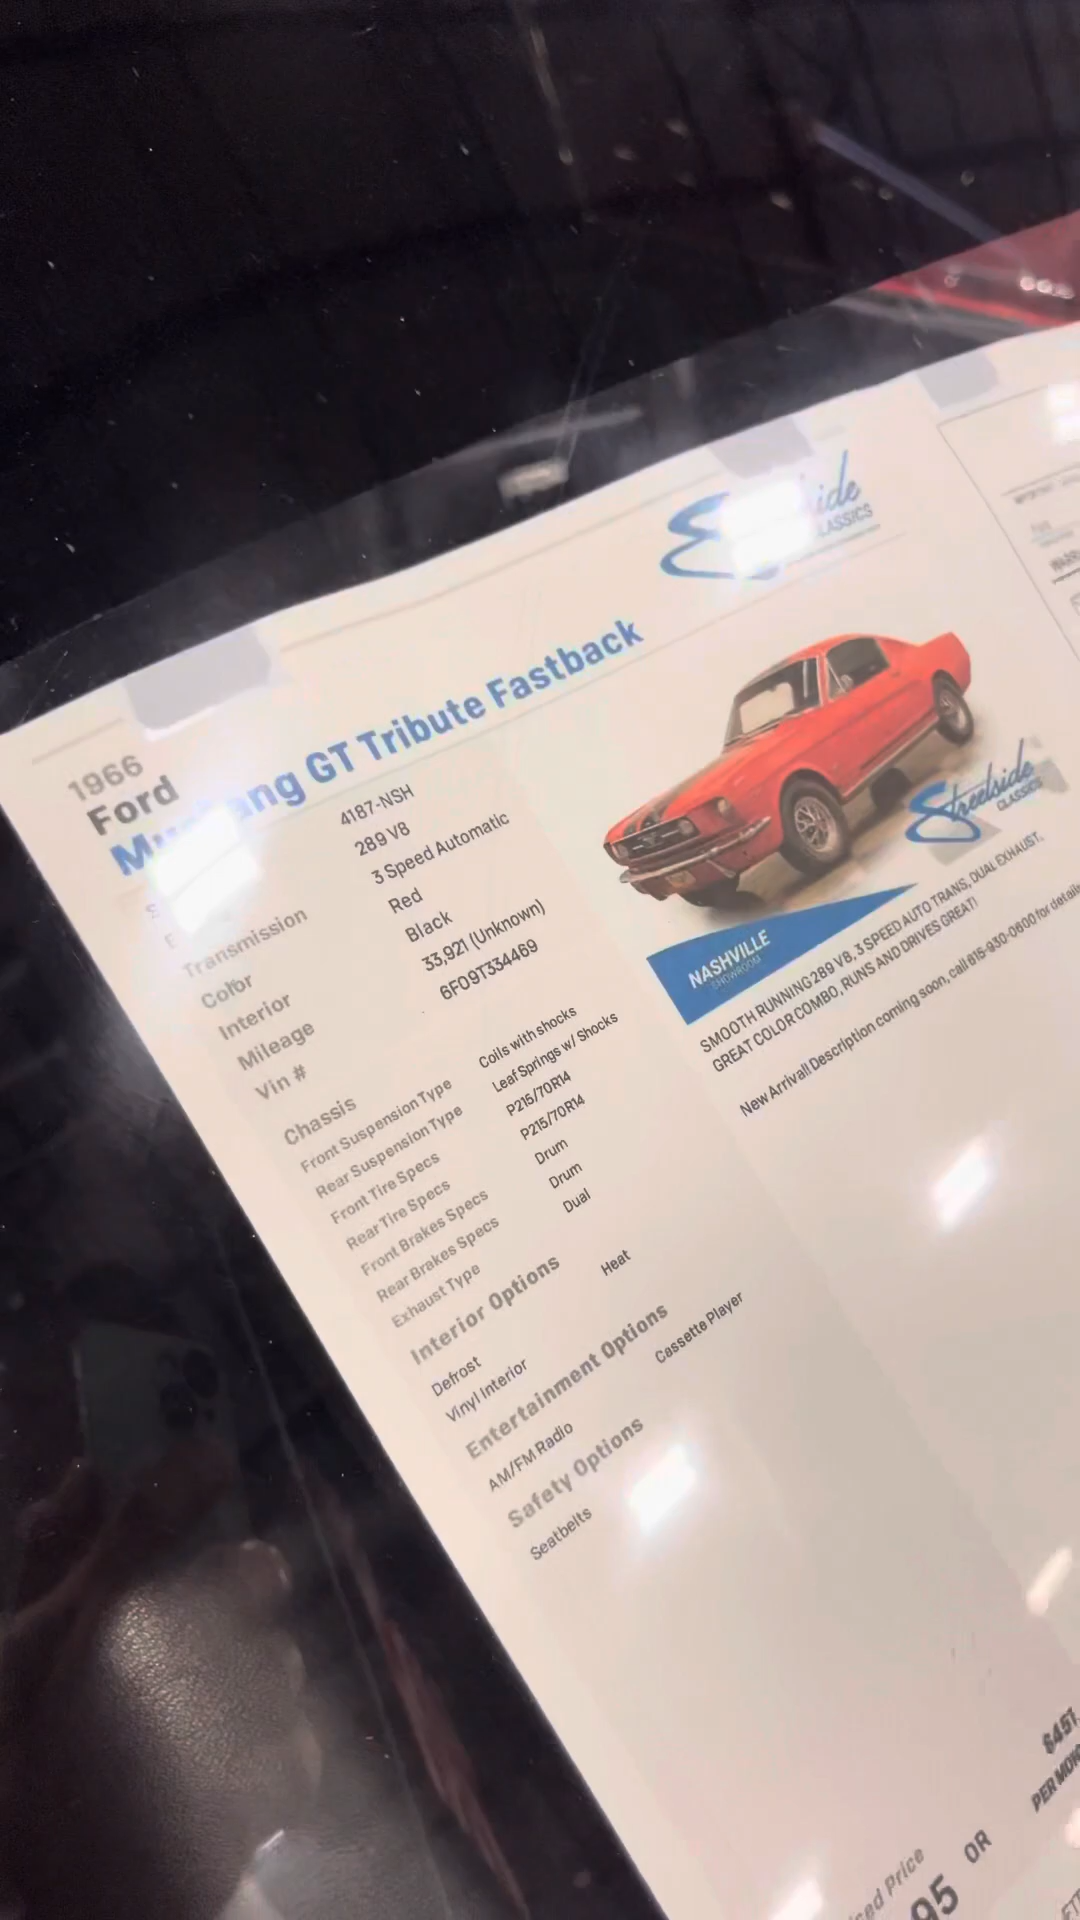 Streetside
CLASSICS
1966
Ford
Mustang GT Tribute Fastback
4187-NSH
289 V8
Transmission 3 Speed Automatic
Color Red
Interior Black
Mileage 33,921 (Unknown)
Vin # 6F09T334469
Chassis
Front Suspension Type Coils with shocks
Rear Suspension Type Leaf Springs w/ Shocks
Front Tire Specs P215/70R14
Rear Tire Specs P215/70R14
Front Brakes Specs Drum
Rear Brakes Specs Drum
Exhaust Type Dual
Interior Options
Defrost Heat
Vinyl Interior
Entertainment Options
AM/FM Radio Cassette Player
Safety Options
Seatbelts
Streetside
CLASSICS
NASHVILLE
SHOWROOM
SMOOTH RUNNING 289 V8, 3 SPEED AUTO TRANS, DUAL EXHAUST,
GREAT COLOR COMBO, RUNS AND DRIVES GREAT!
New Arrival! Description coming soon, call 615-930-0600 for details
Price
95 OR
PER